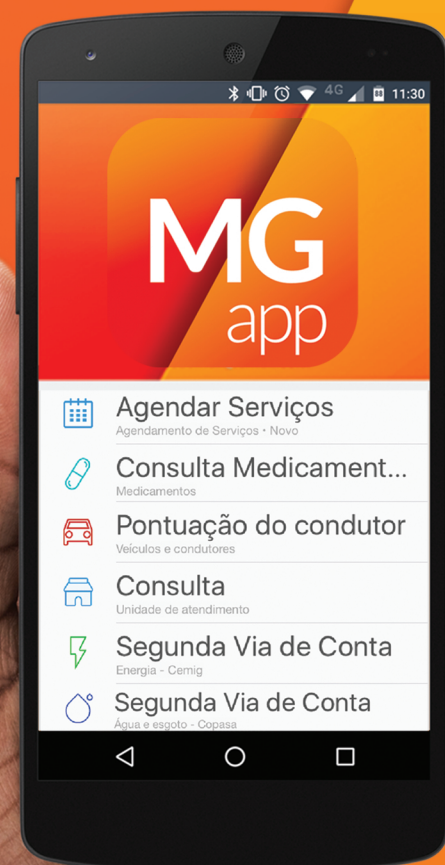 4G 11:30
MG
app
Agendar Serviços
Agendamento de Serviços • Novo
Consulta Medicament...
Medicamentos
Pontuação do condutor
Veículos e condutores
Consulta
Unidade de atendimento
Segunda Via de Conta
Energia - Cemig
Segunda Via de Conta
Água e esgoto - Copasa